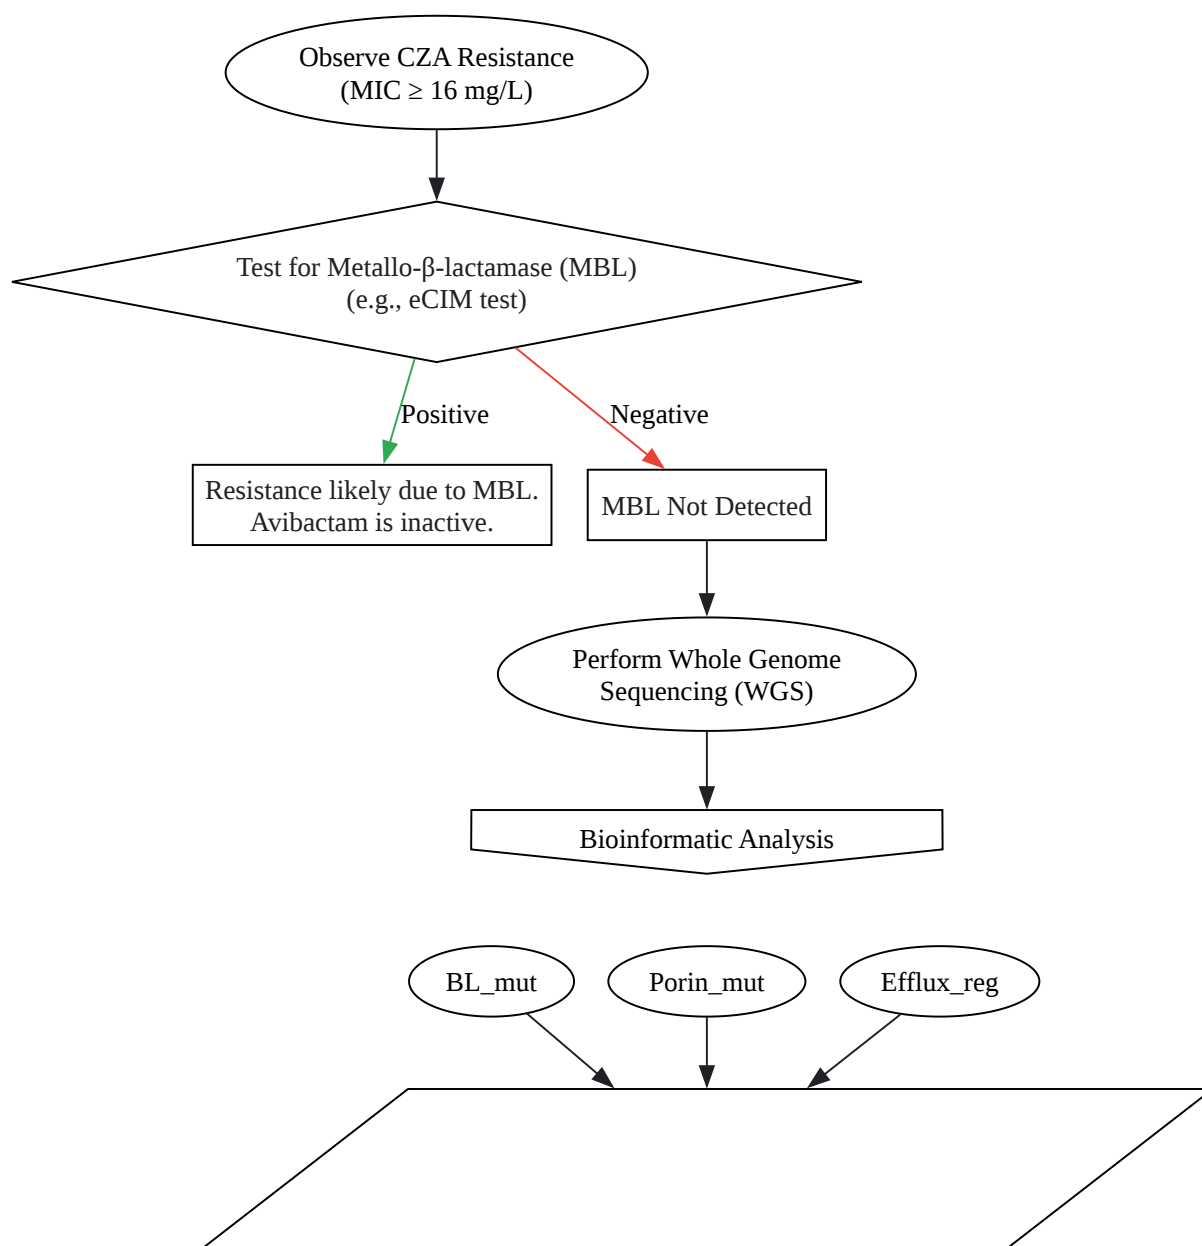 Observe CZA Resistance
(MIC ≥ 16 mg/L)
Test for Metallo-β-lactamase (MBL)
(e.g., eCIM test)
Positive
Negative
Resistance likely due to MBL.
Avibactam is inactive.
MBL Not Detected
Perform Whole Genome
Sequencing (WGS)
Bioinformatic Analysis
BL_mut
Porin_mut
Efflux_reg